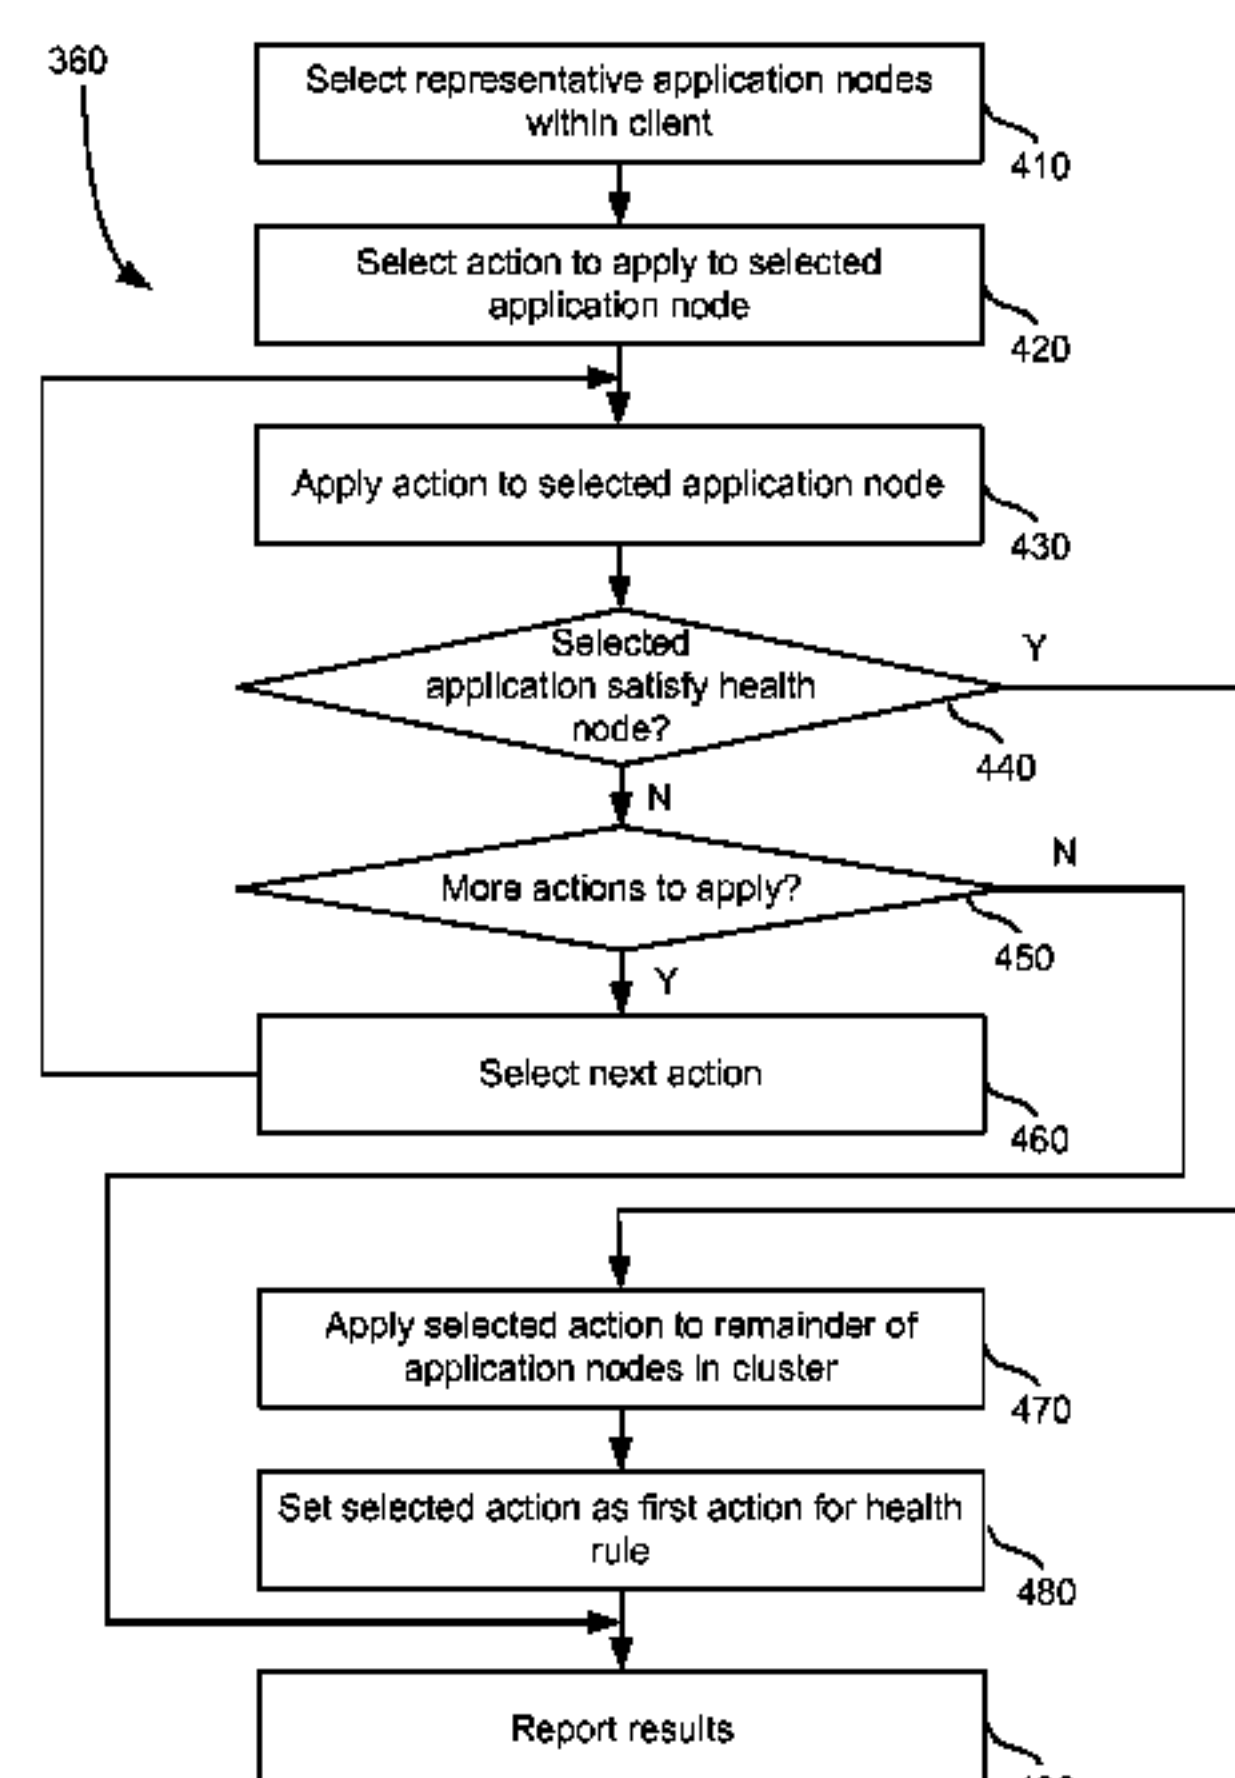 360
Select representative application nodes
within client
410
Select action to apply to selected
application node
420
Apply action to selected application node
430
Selected
application satisfy health
node?
Y
440
N
More actions to apply?
N
450
Y
Select next action
460
Apply selected action to remainder of
application nodes in cluster
470
Set selected action as first action for health
rule
480
Report results